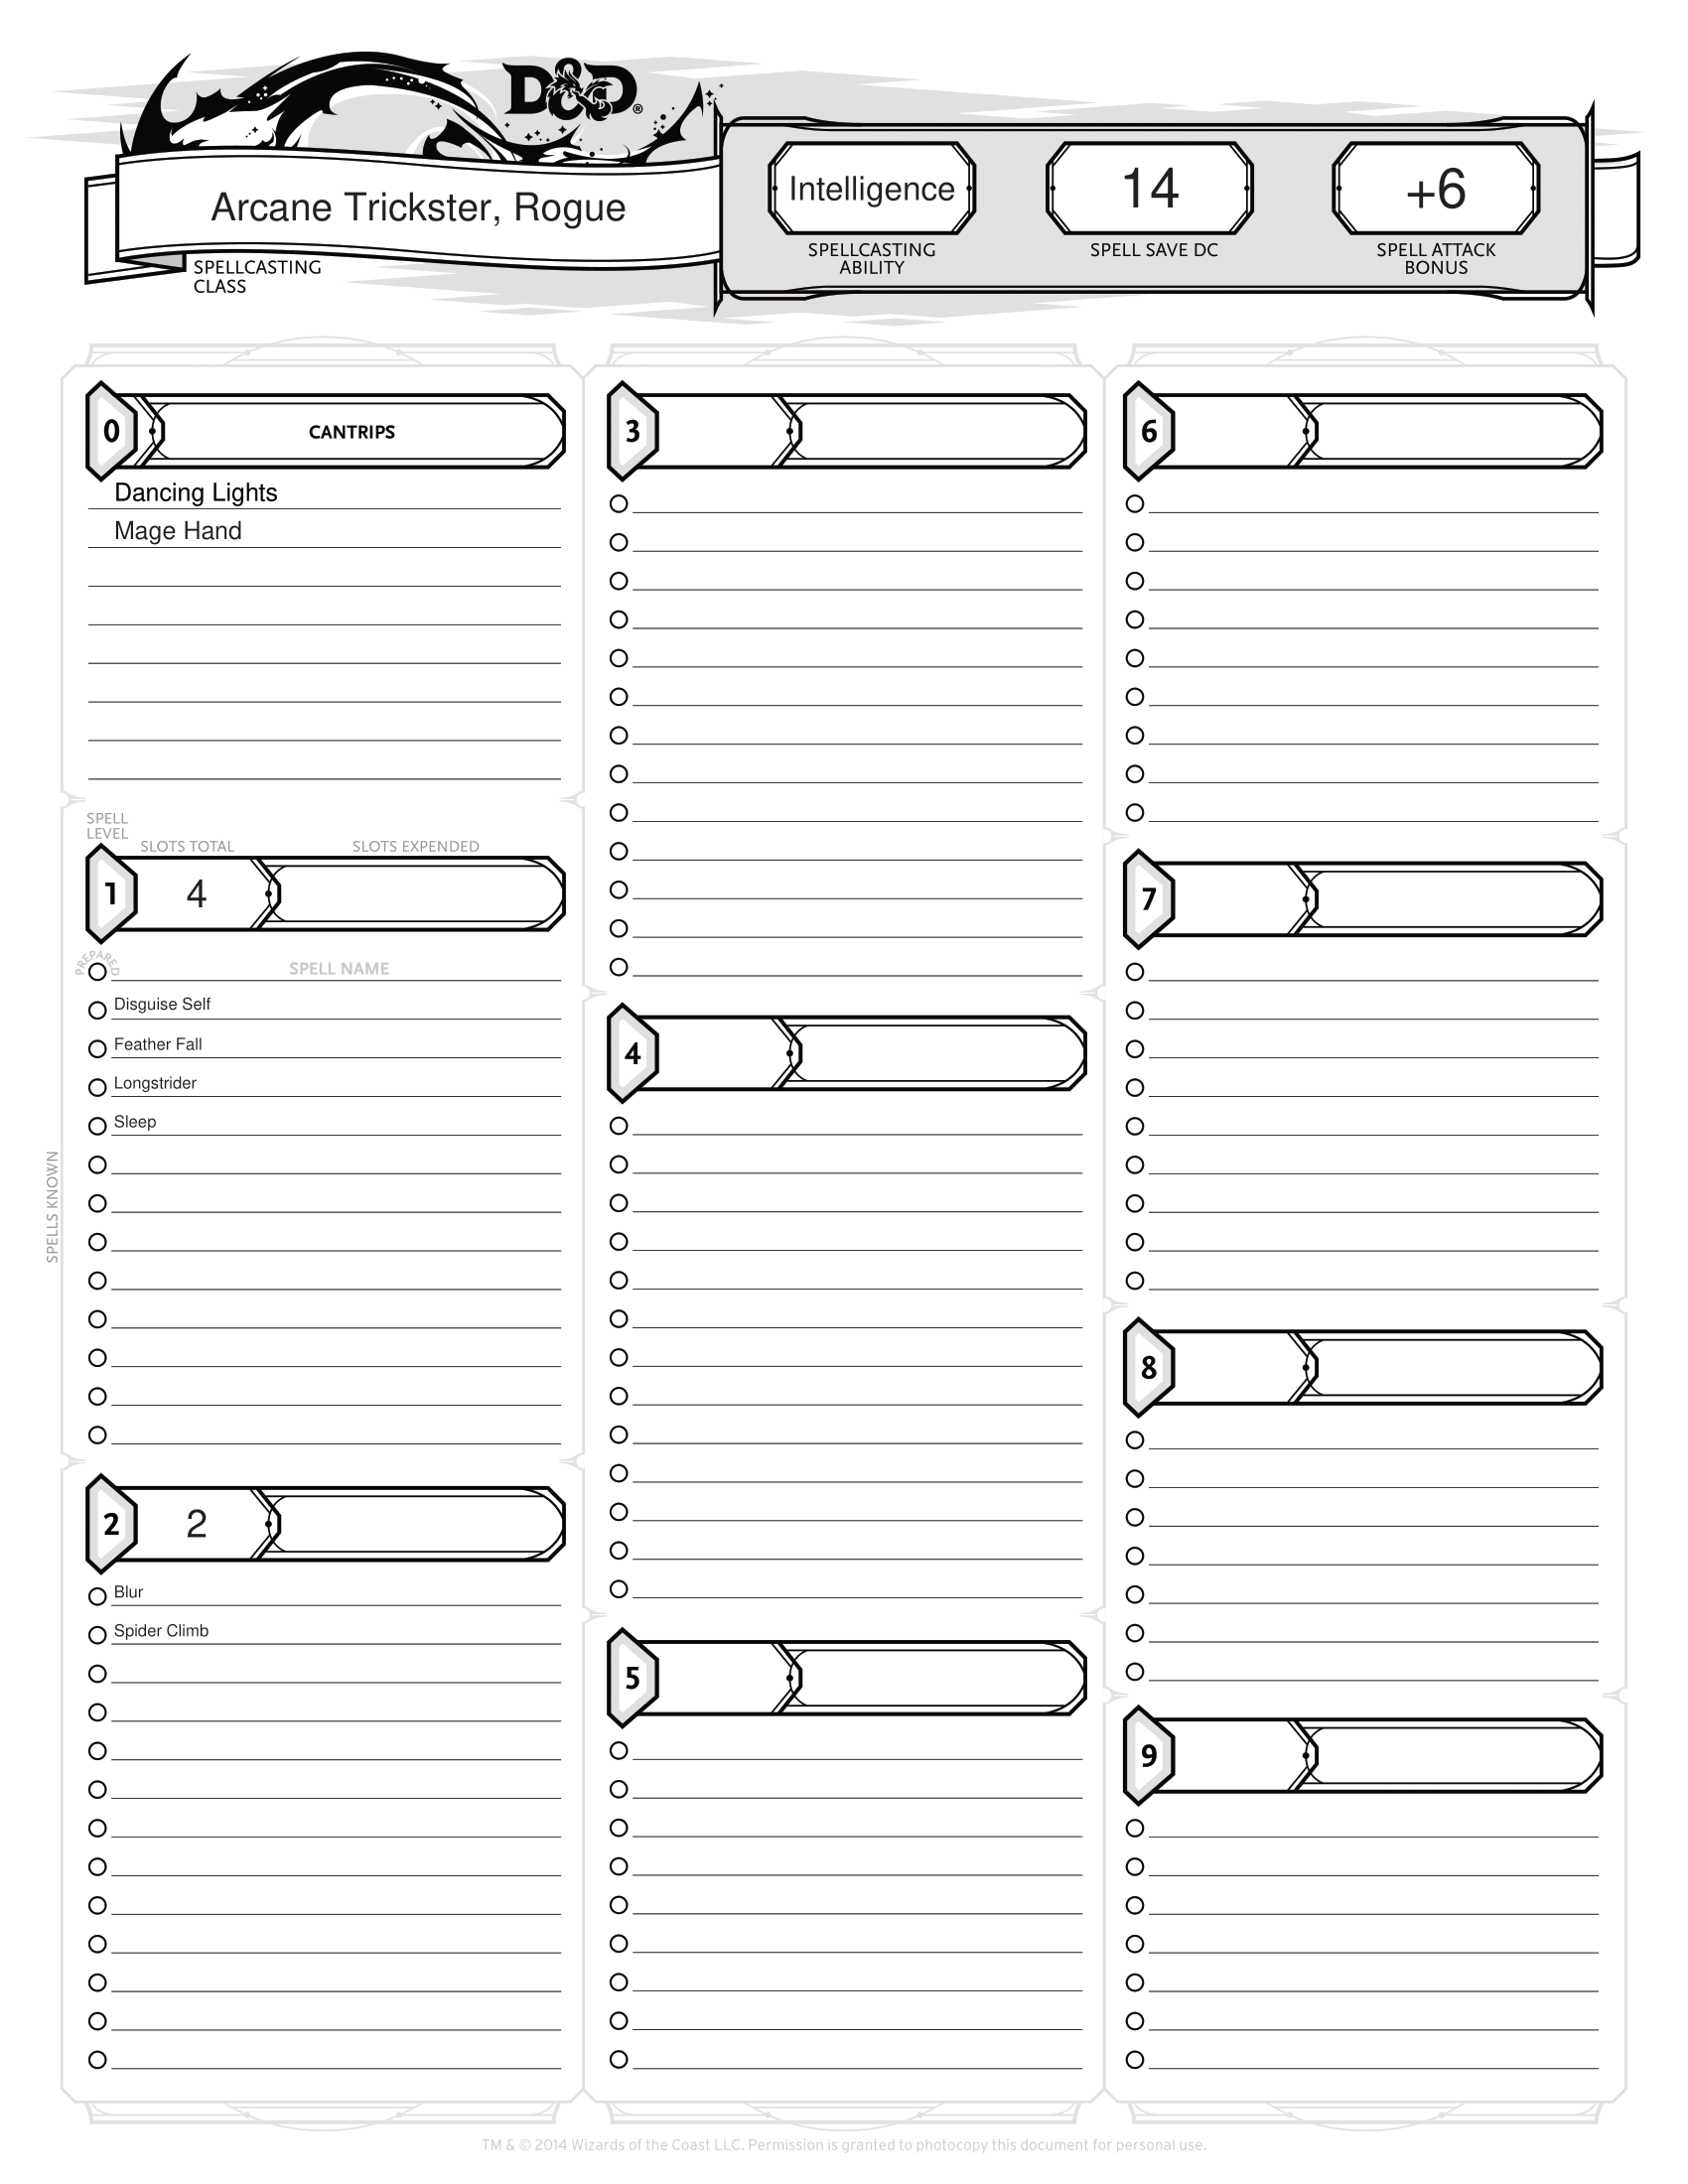 D&D®
Arcane Trickster, Rogue
SPELLCASTING
CLASS
Intelligence
SPELLCASTING
ABILITY
14
SPELL SAVE DC
+6
SPELL ATTACK
BONUS
0
CANTRIPS
Dancing Lights
Mage Hand
SPELL
LEVEL
SLOTS TOTAL
SLOTS EXPENDED
1
4
PREPARED
SPELL NAME
Disguise Self
Feather Fall
Longstrider
Sleep
SPELLS KNOWN
2
2
Blur
Spider Climb
3
4
5
6
7
8
9
TM & © 2014 Wizards of the Coast LLC. Permission is granted to photocopy this document for personal use.